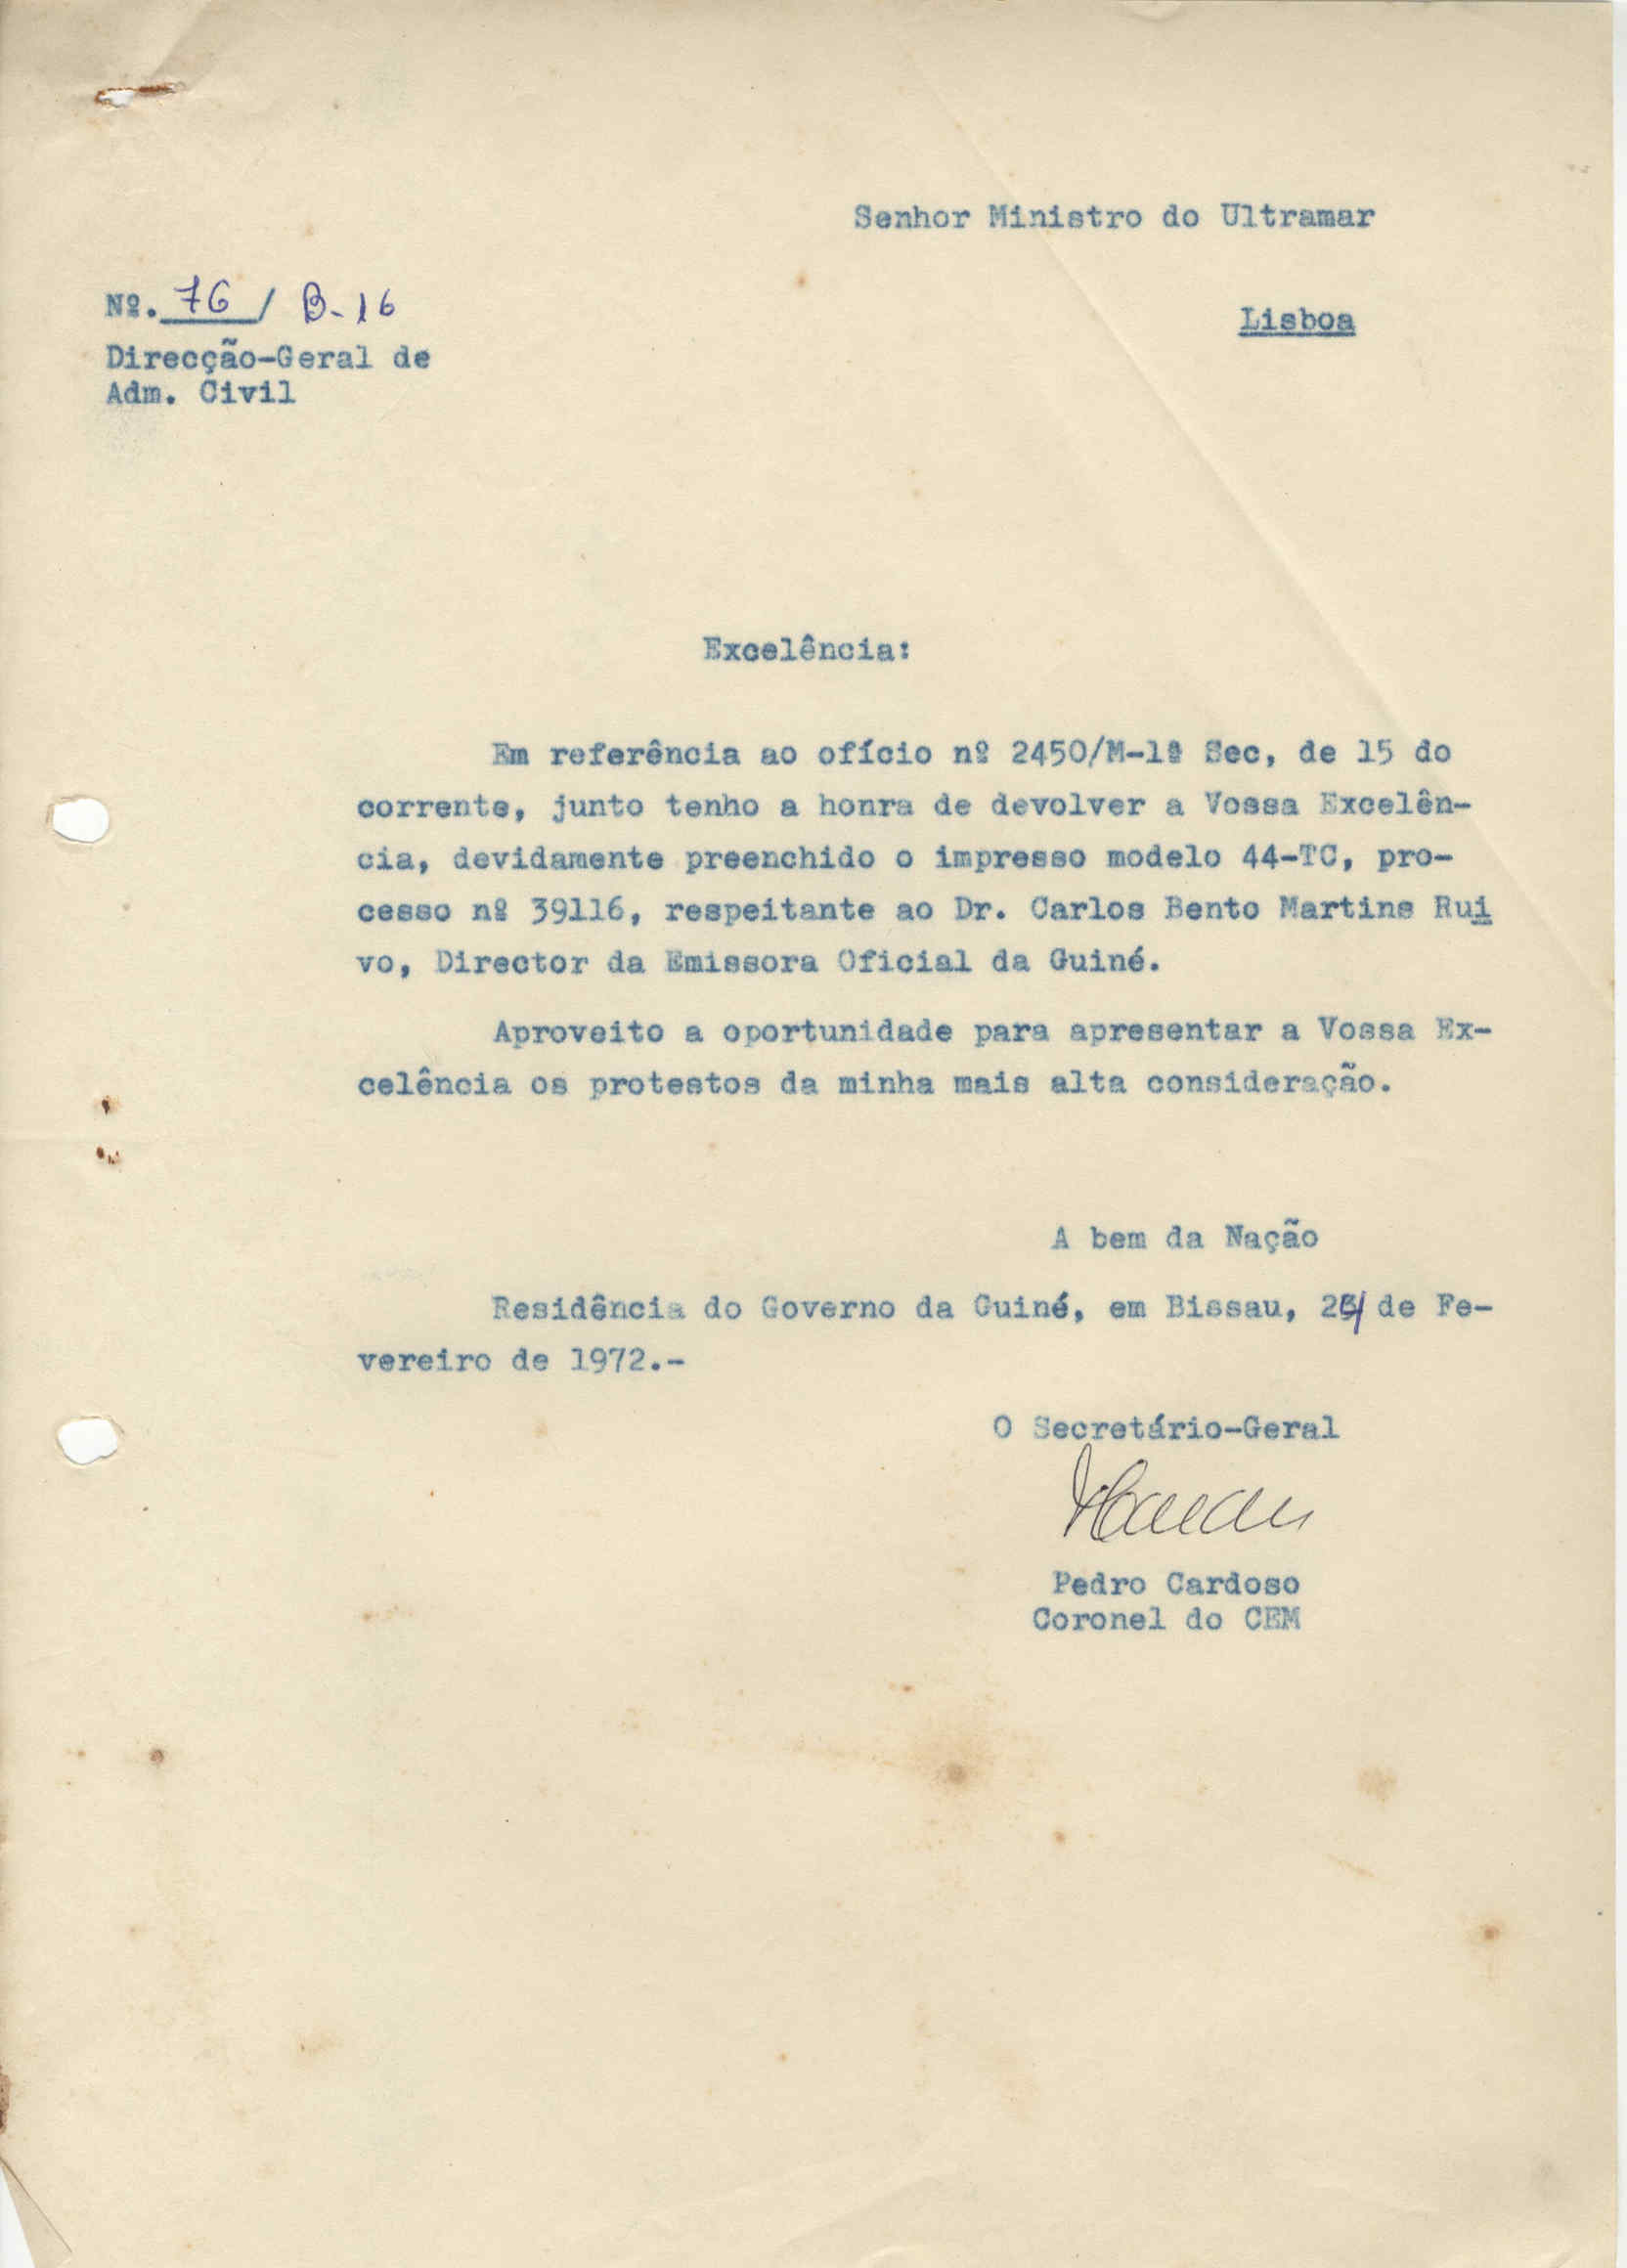 Senhor Ministro do Ultramar
Nº. 76 / B-16
Lisboa
Direcção-Geral de
Adm. Civil
Excelência:
Em referência ao ofício nº 2450/M-1ª Sec, de 15 do
corrente, junto tenho a honra de devolver a Vossa Excelên-
cia, devidamente preenchido o impresso modelo 44-TC, pro-
cesso nº 39116, respeitante ao Dr. Carlos Bento Martins Rui
vo, Director da Emissora Oficial da Guiné.
Aproveito a oportunidade para apresentar a Vossa Ex-
celência os protestos da minha mais alta consideração.
A bem da Nação
Residência do Governo da Guiné, em Bissau, de Fe-
vereiro de 1972.-
O Secretário-Geral
Pedro Cardoso
Coronel do CEM